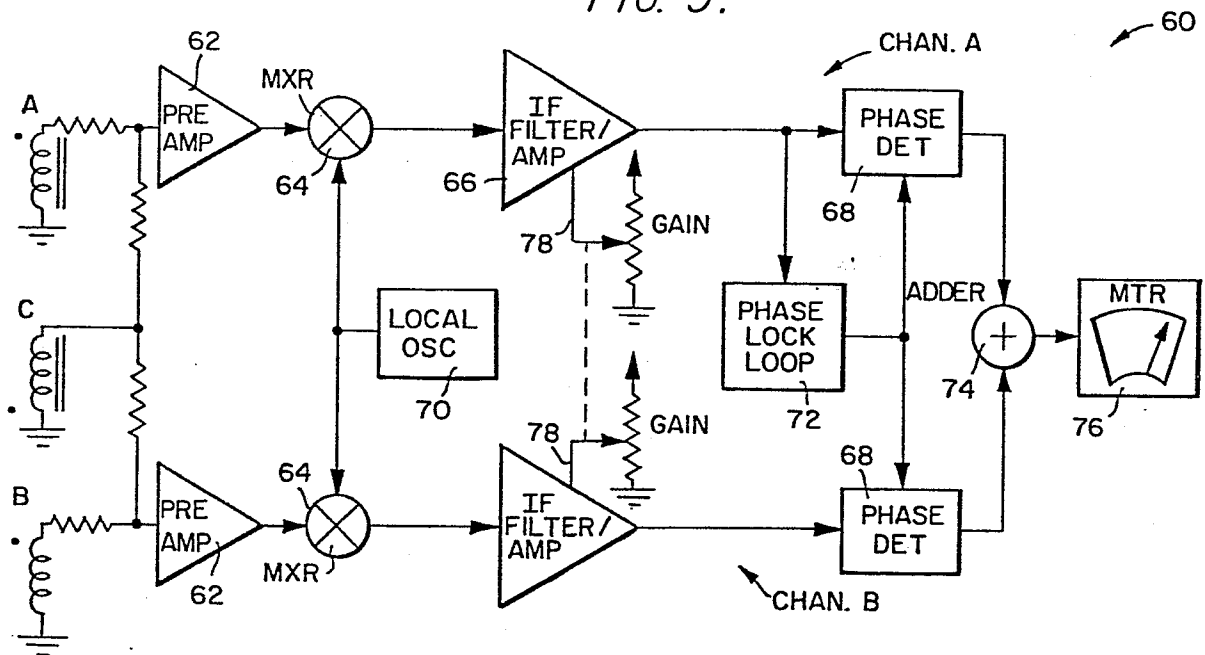 FIG. 5.
60
CHAN. A
62
A
PRE
AMP
MXR
64
IF
FILTER/
AMP
66
PHASE
DET
68
78
GAIN
C
LOCAL
OSC
70
PHASE
LOCK
LOOP
72
ADDER
+
74
MTR
76
78
GAIN
B
PRE
AMP
62
64
MXR
IF
FILTER/
AMP
68
PHASE
DET
CHAN. B